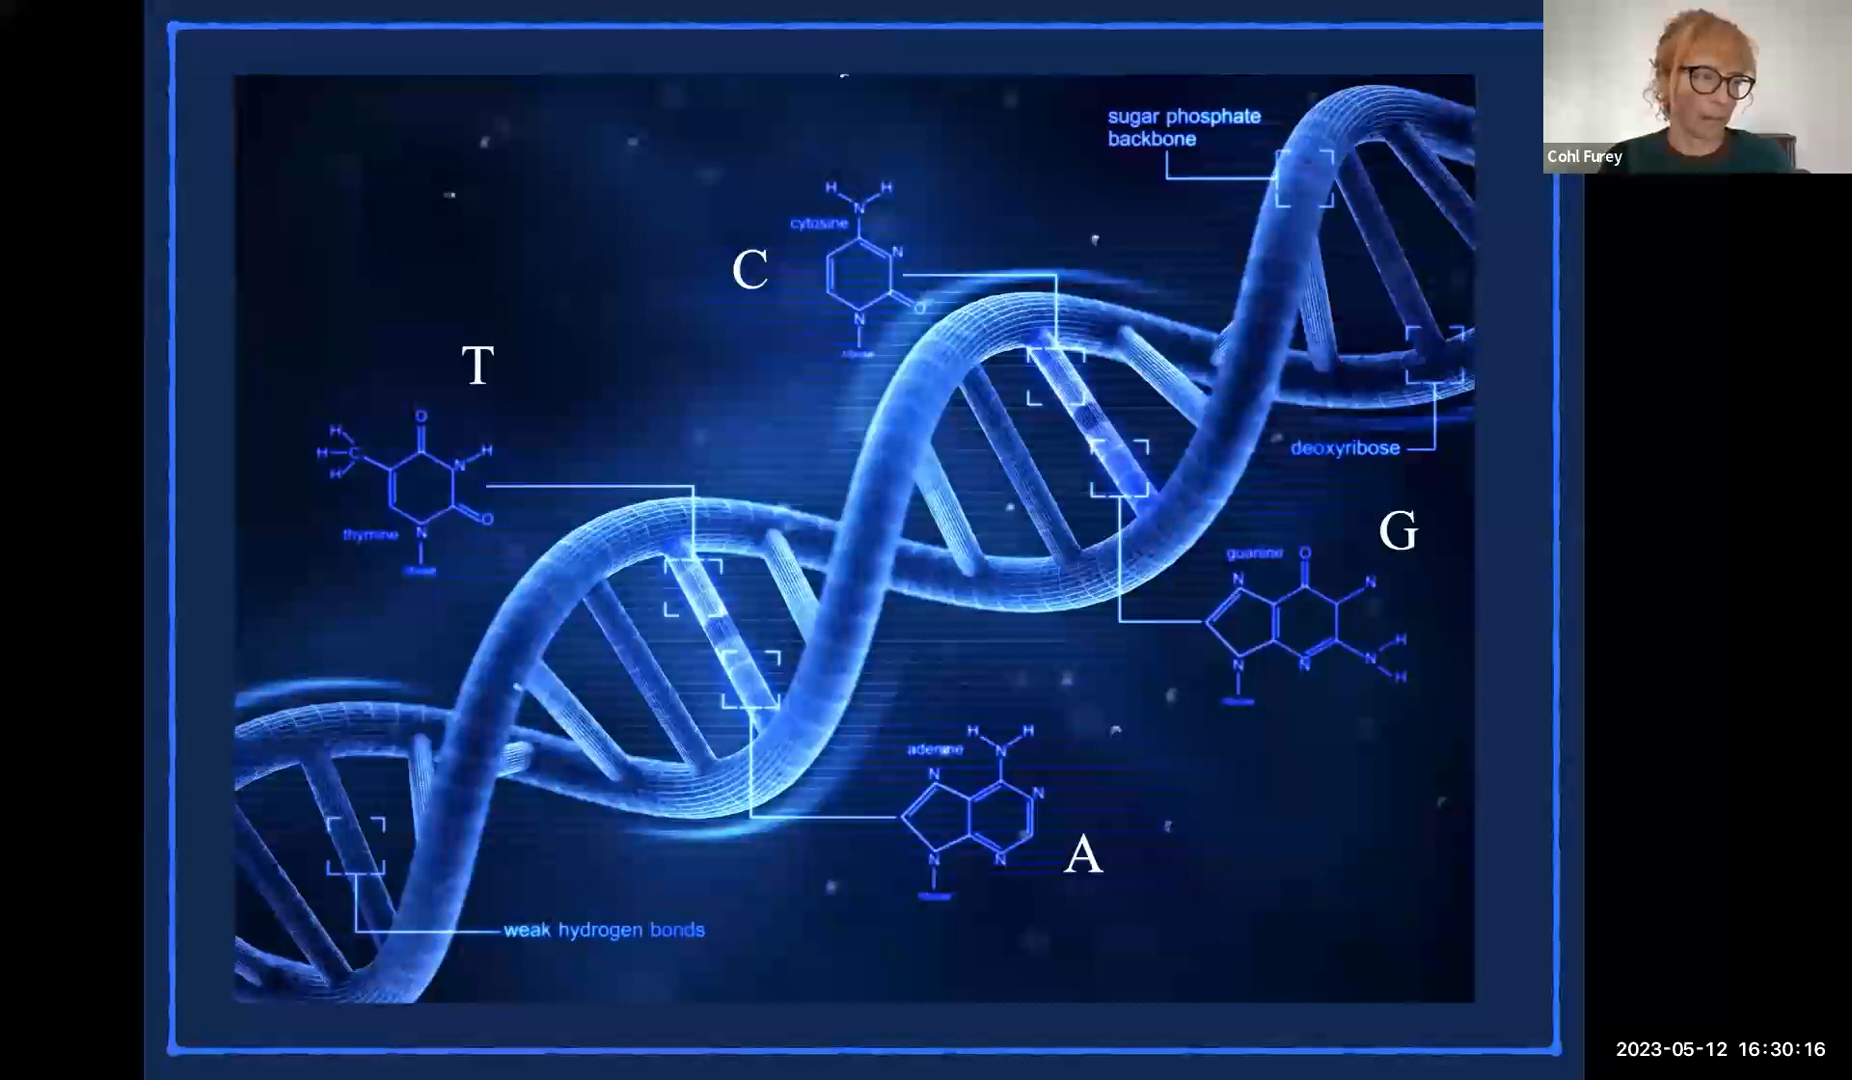 Cohl Furey
sugar phosphate
backbone
H H
N
cytosine
N
C
O
N
T
O
H
H
H C
N
H
O
thymine
N
deoxyribose
G
guanine
O
N
N
H
N
N
N
H
H H
adenine
N
N
N
A
N
N
weak hydrogen bonds
2023-05-12 16:30:16